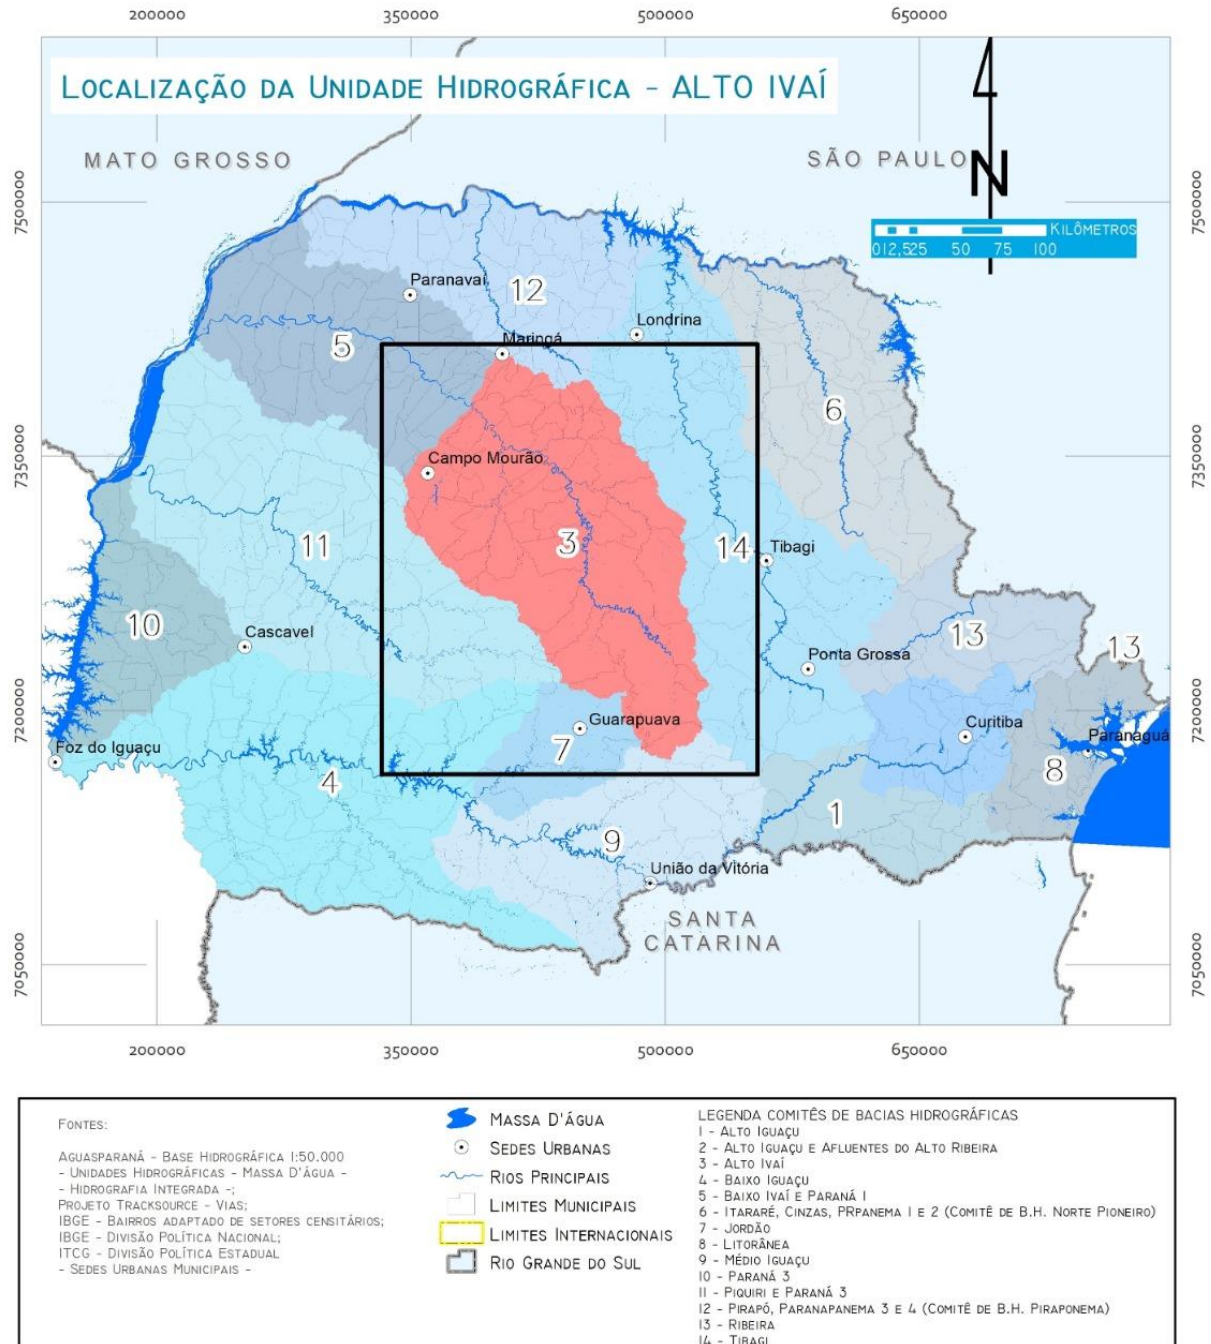 200000 350000 500000 650000
LOCALIZAÇÃO DA UNIDADE HIDROGRÁFICA - ALTO IVAÍ
MATO GROSSO
SÃO PAULO
N
7500000
7500000
KILÔMETROS
0 12,5 25 50 75 100
Paranavaí
12
Londrina
5
Maringá
6
Campo Mourão
7350000
7350000
11
3
14
Tibagi
10
Cascavel
13
13
Ponta Grossa
7200000
7200000
Guarapuava
Curitiba
Paranaguá
Foz do Iguaçu
7
8
4
1
9
União da Vitória
SANTA
CATARINA
7050000
7050000
200000 350000 500000 650000
FONTES:
AGUASPARANÁ - BASE HIDROGRÁFICA 1:50.000
- UNIDADES HIDROGRÁFICAS - MASSA D'ÁGUA -
- HIDROGRAFIA INTEGRADA -;
PROJETO TRACKSOURCE - VIAS;
IBGE - BAIRROS ADAPTADO DE SETORES CENSITÁRIOS;
IBGE - DIVISÃO POLÍTICA NACIONAL;
ITCG - DIVISÃO POLÍTICA ESTADUAL
- SEDES URBANAS MUNICIPAIS -
MASSA D'ÁGUA
SEDES URBANAS
RIOS PRINCIPAIS
LIMITES MUNICIPAIS
LIMITES INTERNACIONAIS
RIO GRANDE DO SUL
LEGENDA COMITÊS DE BACIAS HIDROGRÁFICAS
1 - ALTO IGUAÇU
2 - ALTO IGUAÇU E AFLUENTES DO ALTO RIBEIRA
3 - ALTO IVAÍ
4 - BAIXO IGUAÇU
5 - BAIXO IVAÍ E PARANÁ 1
6 - ITARARÉ, CINZAS, PRPANEMA 1 E 2 (COMITÊ DE B.H. NORTE PIONEIRO)
7 - JORDÃO
8 - LITORÂNEA
9 - MÉDIO IGUAÇU
10 - PARANÁ 3
11 - PIQUIRI E PARANÁ 3
12 - PIRAPÓ, PARANAPANEMA 3 E 4 (COMITÊ DE B.H. PIRAPONEMA)
13 - RIBEIRA
14 - TIBAGI